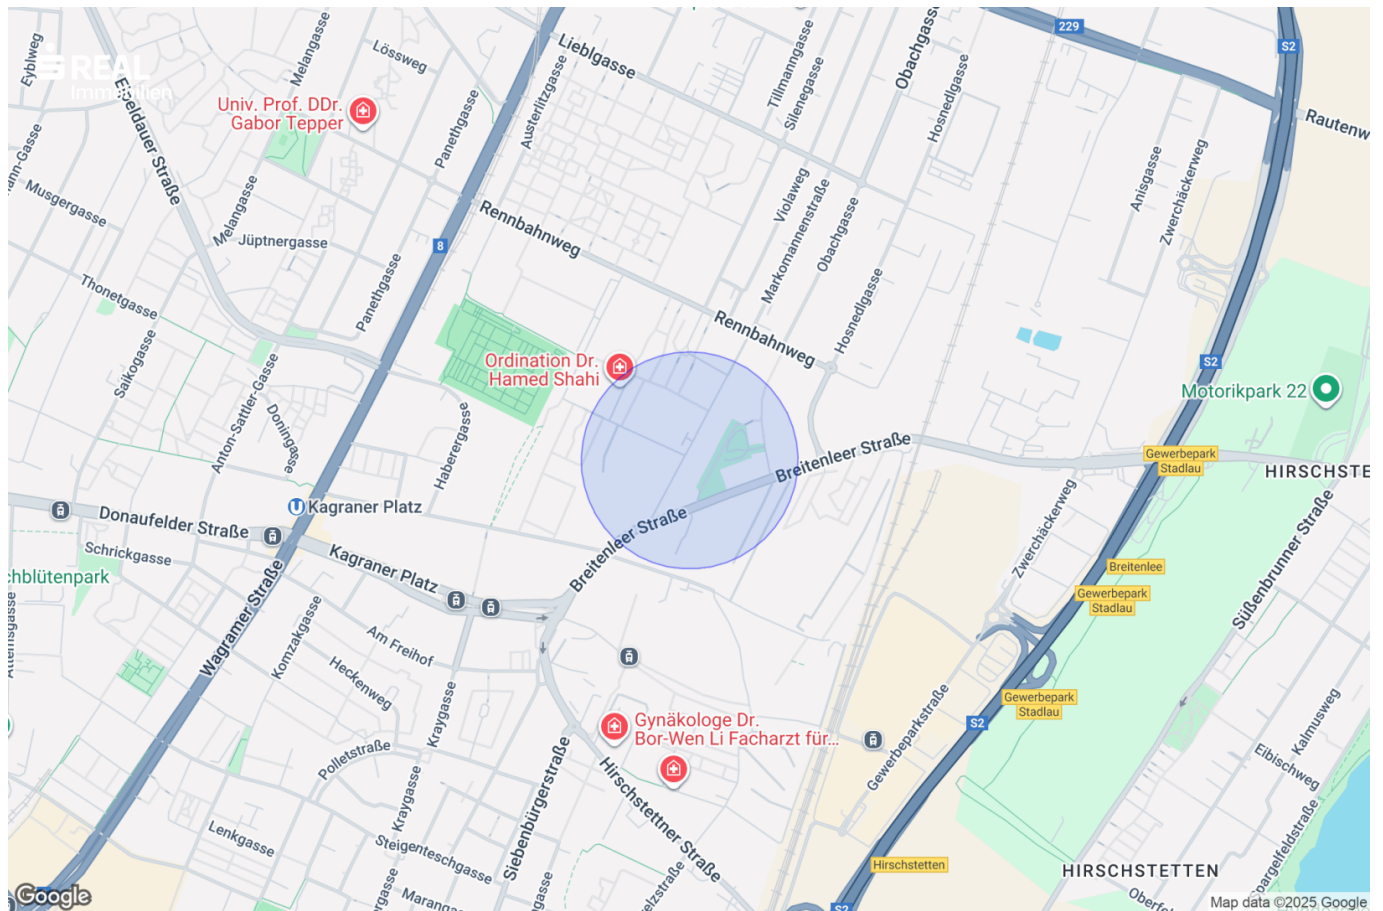 229
S2
Eyblweg
REAL
Immobilien
Melangasse
Lössweg
Lieblgasse
Tillmanngasse
Silenegasse
Obachgasse
Hosnedlgasse
Rautenw
Univ. Prof. DDr.
Gabor Tepper
Austerlitzgasse
Panethgasse
Anisgasse
Zwerchäckerweg
Musgergasse
Melangasse
Jüptnergasse
8
Rennbahnweg
Violaweg
Markomannenstraße
Obachgasse
Thonetgasse
Panethgasse
Hosnedlgasse
Rennbahnweg
Saikogasse
Ordination Dr.
Hamed Shahi
S2
Motorikpark 22
Anton-Sattler-Gasse
Doningasse
Haberergasse
Breitenleer Straße
Gewerbepark
Stadlau
HIRSCHSTE
Kagraner Platz
Donaufelder Straße
Schrickgasse
Kagraner Platz
Breitenleer Straße
Zwerchäckerweg
Süßenbrunner Straße
Breitenlee
Gewerbepark
Stadlau
chblütenpark
Wagramer Straße
Komzakgasse
Am Freihof
Heckenweg
Kraygasse
Gewerbepark
Stadlau
S2
Gynäkologe Dr.
Bor-Wen Li Facharzt für...
Polletstraße
Gewerbeparkstraße
Kalmusweg
Eibischweg
Kraygasse
Siebenbürgerstraße
Hirschstettner Straße
Lenkgasse
Steigenteschgasse
Hirschstetten
HIRSCHSTETTEN
Spargelfeldstraße
Google
S2
Map data ©2025 Google